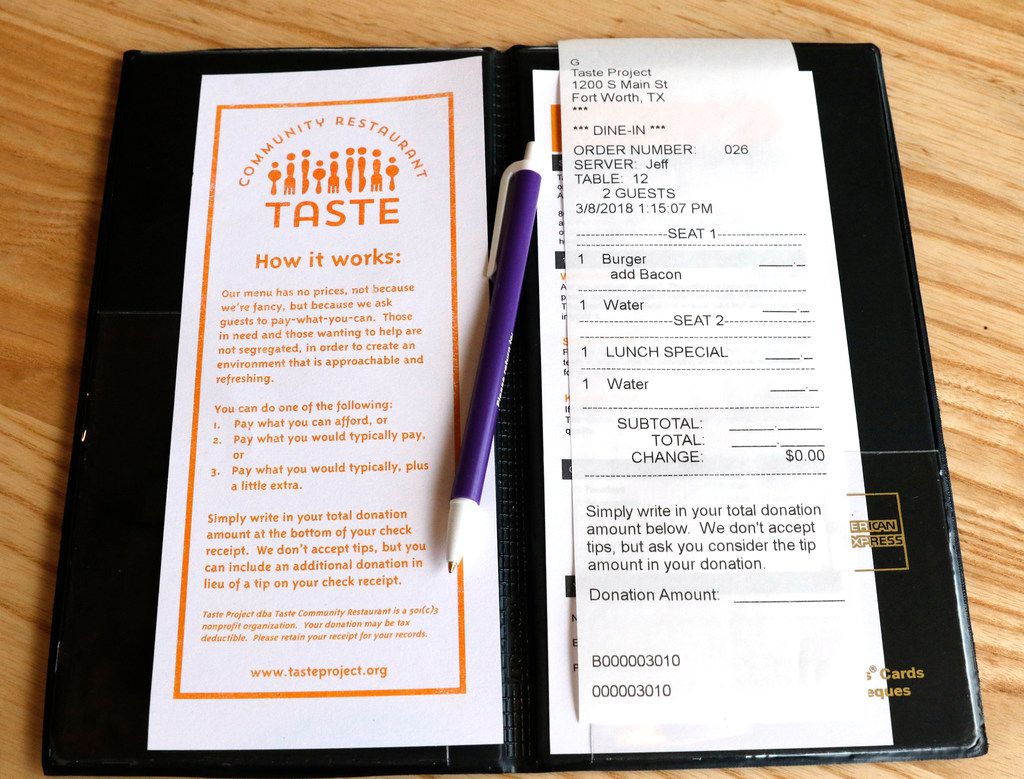 COMMUNITY RESTAURANT
TASTE
How it works:
Our menu has no prices, not because
we're fancy, but because we ask
guests to pay-what-you-can. Those
in need and those wanting to help are
not segregated, in order to create an
environment that is approachable and
refreshing.
You can do one of the following:
1. Pay what you can afford, or
2. Pay what you would typically pay,
or
3. Pay what you would typically, plus
a little extra.
Simply write in your total donation
amount at the bottom of your check
receipt. We don't accept tips, but you
can include an additional donation in
lieu of a tip on your check receipt.
Taste Project dba Taste Community Restaurant is a 501(c)3
nonprofit organization. Your donation may be tax
deductible. Please retain your receipt for your records.
www.tasteproject.org
G
Taste Project
1200 S Main St
Fort Worth, TX
***
*** DINE-IN ***
ORDER NUMBER: 026
SERVER: Jeff
TABLE: 12
2 GUESTS
3/8/2018 1:15:07 PM
SEAT 1
1 Burger ____._
add Bacon
1 Water ____._
SEAT 2
1 LUNCH SPECIAL ____._
1 Water ____._
SUBTOTAL: _____._____
TOTAL: _____._____
CHANGE: $0.00
Simply write in your total donation
amount below. We don't accept
tips, but ask you consider the tip
amount in your donation.
Donation Amount: ____________
B000003010
000003010
ERICAN
XPRESS
® Cards
eques